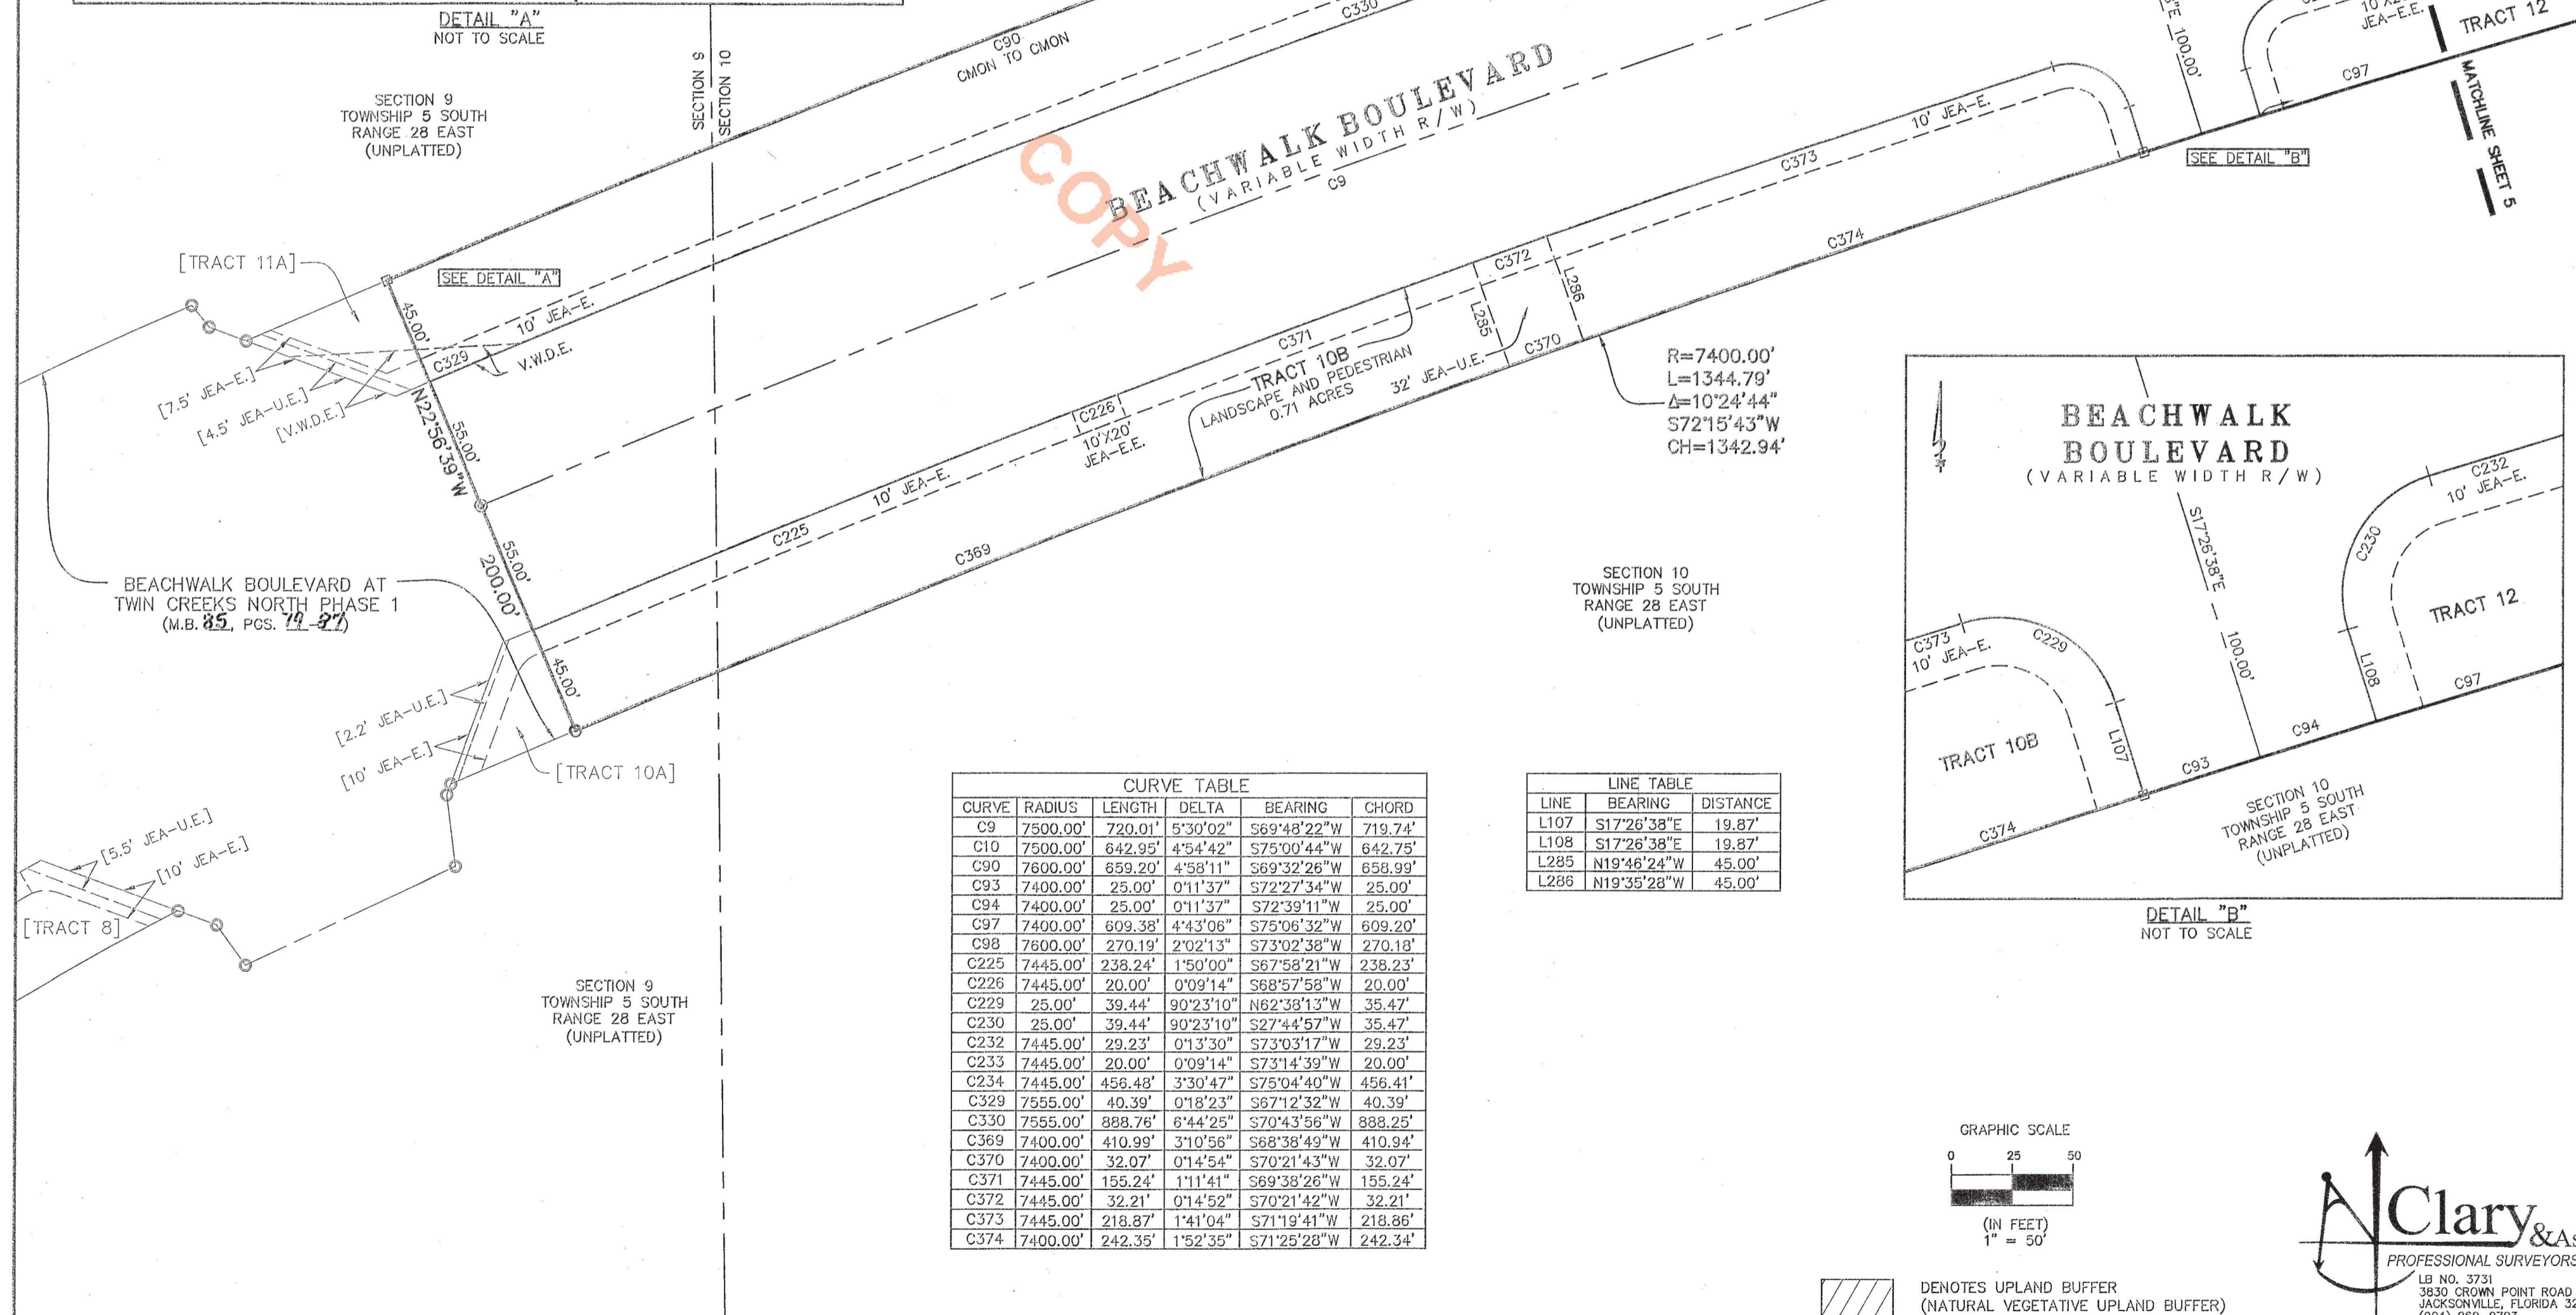 DETAIL "A"
NOT TO SCALE
SECTION 9
TOWNSHIP 5 SOUTH
RANGE 28 EAST
(UNPLATTED)
SECTION 9
SECTION 10
C90
CMON TO CMON
C330
BEACHWALK BOULEVARD
(VARIABLE WIDTH R/W)
C9
COPY
100.00'
10'X20'
JEA-E.E.
TRACT 12
C97
MATCHLINE SHEET 5
SEE DETAIL "B"
10' JEA-E.
C373
C374
[TRACT 11A]
SEE DETAIL "A"
45.00'
10' JEA-E.
C329
V.W.D.E.
[7.5' JEA-E.]
[4.5' JEA-U.E.]
[V.W.D.E.]
N22°56'39"W
200.00'
55.00'
55.00'
45.00'
C372
L286
L285
C370
C371
TRACT 10B
LANDSCAPE AND PEDESTRIAN
0.71 ACRES
32' JEA-U.E.
C226
10'X20'
JEA-E.E.
10' JEA-E.
C225
C369
R=7400.00'
L=1344.79'
Δ=10°24'44"
S72°15'43"W
CH=1342.94'
BEACHWALK BOULEVARD AT
TWIN CREEKS NORTH PHASE 1
(M.B. 85, PGS. 79-87)
[2.2' JEA-U.E.]
[10' JEA-E.]
[TRACT 10A]
[5.5' JEA-U.E.]
[10' JEA-E.]
[TRACT 8]
SECTION 9
TOWNSHIP 5 SOUTH
RANGE 28 EAST
(UNPLATTED)
SECTION 10
TOWNSHIP 5 SOUTH
RANGE 28 EAST
(UNPLATTED)
BEACHWALK
BOULEVARD
(VARIABLE WIDTH R/W)
S17°26'38"E
100.00'
C232
10' JEA-E.
C230
TRACT 12
L108
C97
C94
C93
C373
10' JEA-E.
C229
TRACT 10B
L107
C374
SECTION 10
TOWNSHIP 5 SOUTH
RANGE 28 EAST
(UNPLATTED)
DETAIL "B"
NOT TO SCALE
CURVE TABLE
CURVE RADIUS LENGTH DELTA BEARING CHORD
C9 7500.00' 720.01' 5°30'02" S69°48'22"W 719.74'
C10 7500.00' 642.95' 4°54'42" S75°00'44"W 642.75'
C90 7600.00' 659.20' 4°58'11" S69°32'26"W 658.99'
C93 7400.00' 25.00' 0°11'37" S72°27'34"W 25.00'
C94 7400.00' 25.00' 0°11'37" S72°39'11"W 25.00'
C97 7400.00' 609.38' 4°43'06" S75°06'32"W 609.20'
C98 7600.00' 270.19' 2°02'13" S73°02'38"W 270.18'
C225 7445.00' 238.24' 1°50'00" S67°58'21"W 238.23'
C226 7445.00' 20.00' 0°09'14" S68°57'58"W 20.00'
C229 25.00' 39.44' 90°23'10" N62°38'13"W 35.47'
C230 25.00' 39.44' 90°23'10" S27°44'57"W 35.47'
C232 7445.00' 29.23' 0°13'30" S73°03'17"W 29.23'
C233 7445.00' 20.00' 0°09'14" S73°14'39"W 20.00'
C234 7445.00' 456.48' 3°30'47" S75°04'40"W 456.41'
C329 7555.00' 40.39' 0°18'23" S67°12'32"W 40.39'
C330 7555.00' 888.76' 6°44'25" S70°43'56"W 888.25'
C369 7400.00' 410.99' 3°10'56" S68°38'49"W 410.94'
C370 7400.00' 32.07' 0°14'54" S70°21'43"W 32.07'
C371 7445.00' 155.24' 1°11'41" S69°38'26"W 155.24'
C372 7445.00' 32.21' 0°14'52" S70°21'42"W 32.21'
C373 7445.00' 218.87' 1°41'04" S71°19'41"W 218.86'
C374 7400.00' 242.35' 1°52'35" S71°25'28"W 242.34'
LINE TABLE
LINE BEARING DISTANCE
L107 S17°26'38"E 19.87'
L108 S17°26'38"E 19.87'
L285 N19°46'24"W 45.00'
L286 N19°35'28"W 45.00'
GRAPHIC SCALE
0 25 50
(IN FEET)
1" = 50'
DENOTES UPLAND BUFFER
(NATURAL VEGETATIVE UPLAND BUFFER)
Clary & As
PROFESSIONAL SURVEYORS
LB NO. 3731
3830 CROWN POINT ROAD
JACKSONVILLE, FLORIDA 32